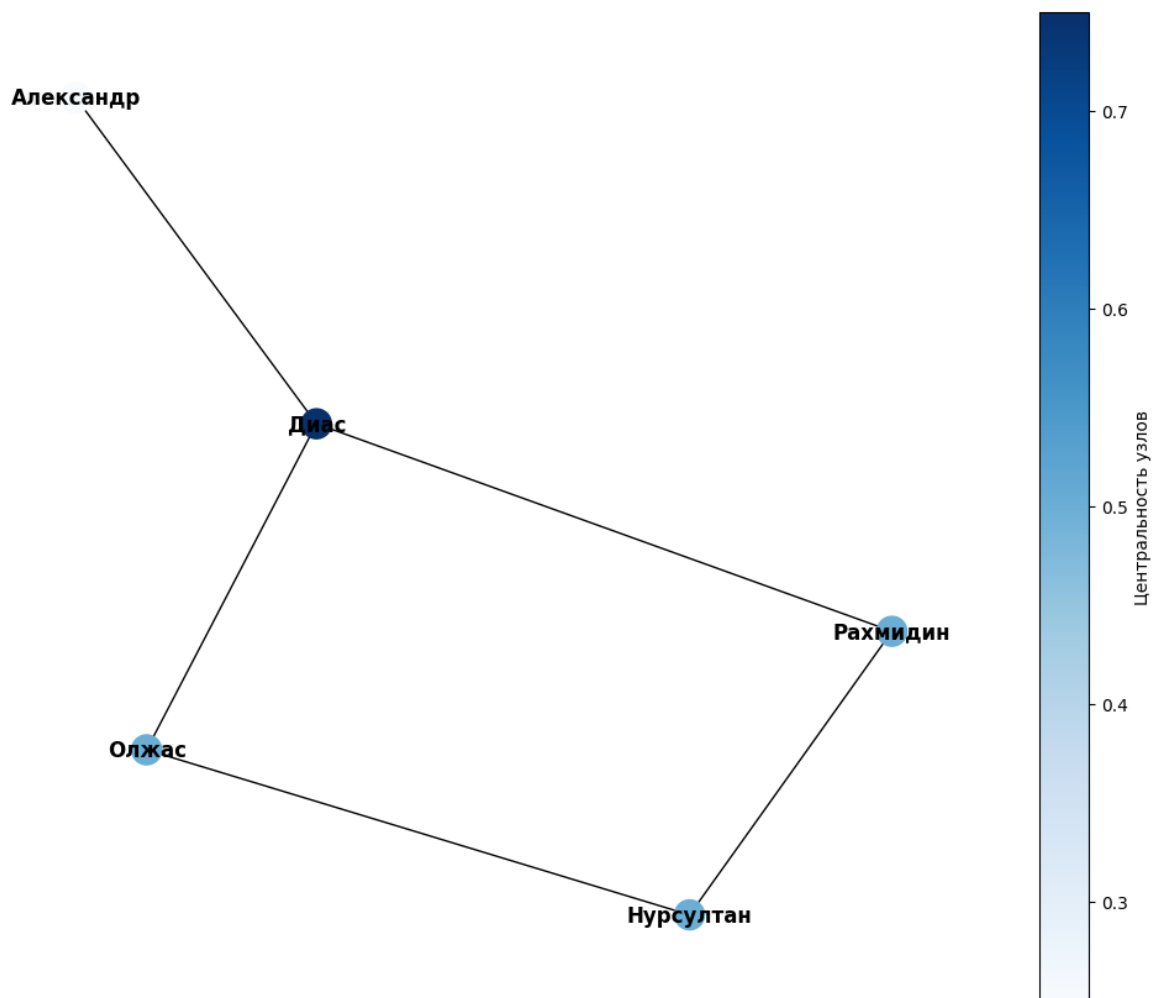 Александр
Диас
Рахмидин
Олжас
Нурсултан
0.7
0.6
0.5
0.4
0.3
Центральность узлов